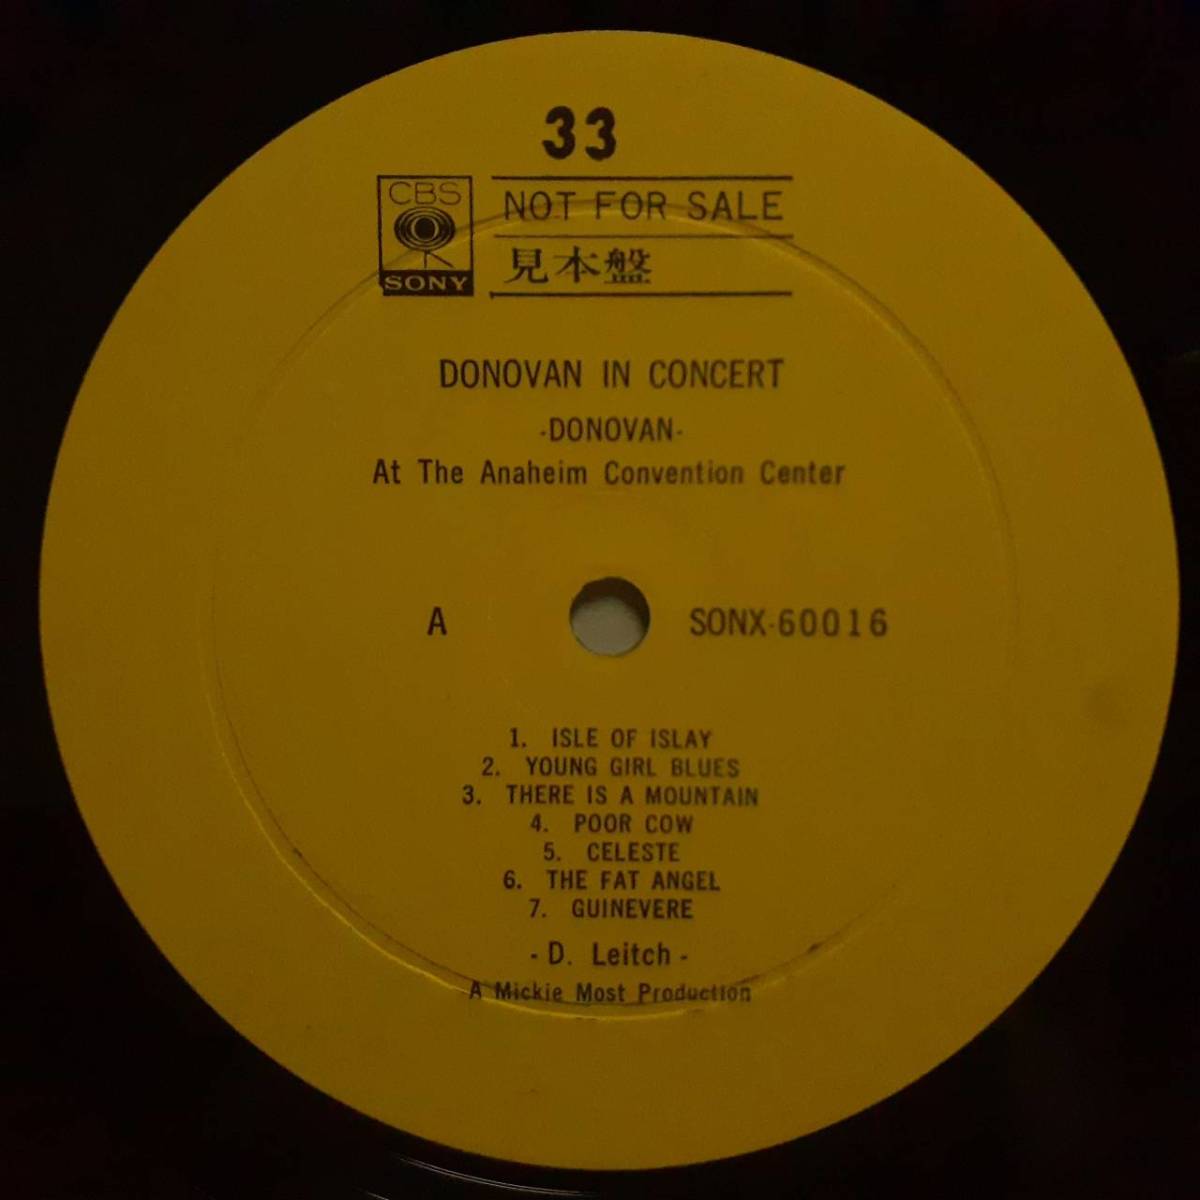 33
CBS
SONY
NOT FOR SALE
見本盤
DONOVAN IN CONCERT
-DONOVAN-
At The Anaheim Convention Center
A
SONX-60016
1. ISLE OF ISLAY
2. YOUNG GIRL BLUES
3. THERE IS A MOUNTAIN
4. POOR COW
5. CELESTE
6. THE FAT ANGEL
7. GUINEVERE
- D. Leitch -
A Mickie Most Production